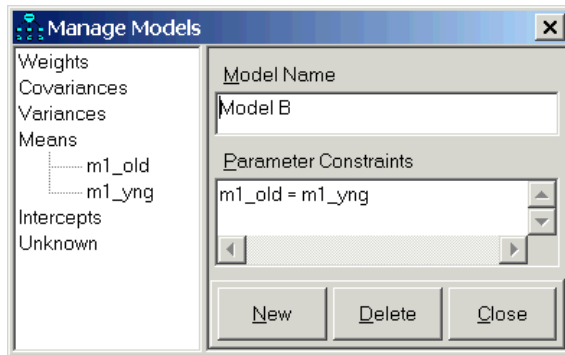 Manage Models
Weights
Covariances
Variances
Means
m1_old
m1_yng
Intercepts
Unknown
Model Name
Model B
Parameter Constraints
m1_old = m1_yng
New
Delete
Close